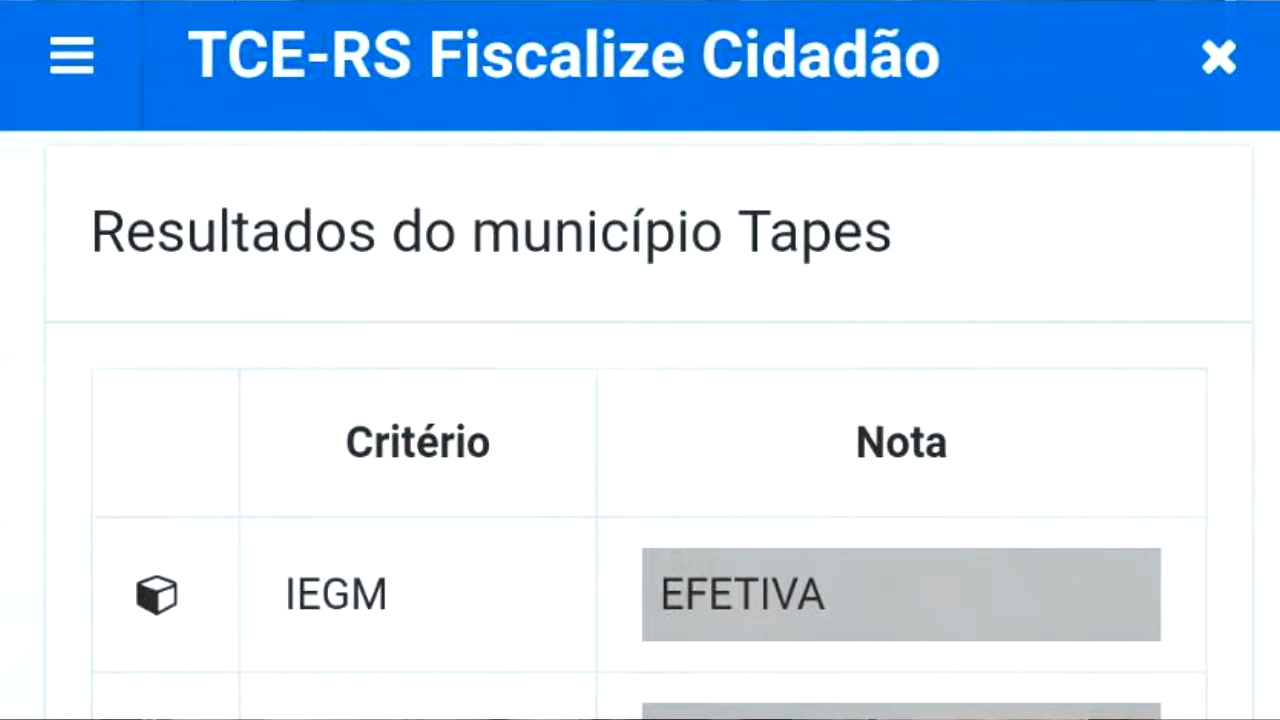 TCE-RS Fiscalize Cidadão
Resultados do município Tapes
Critério Nota
IEGM EFETIVA